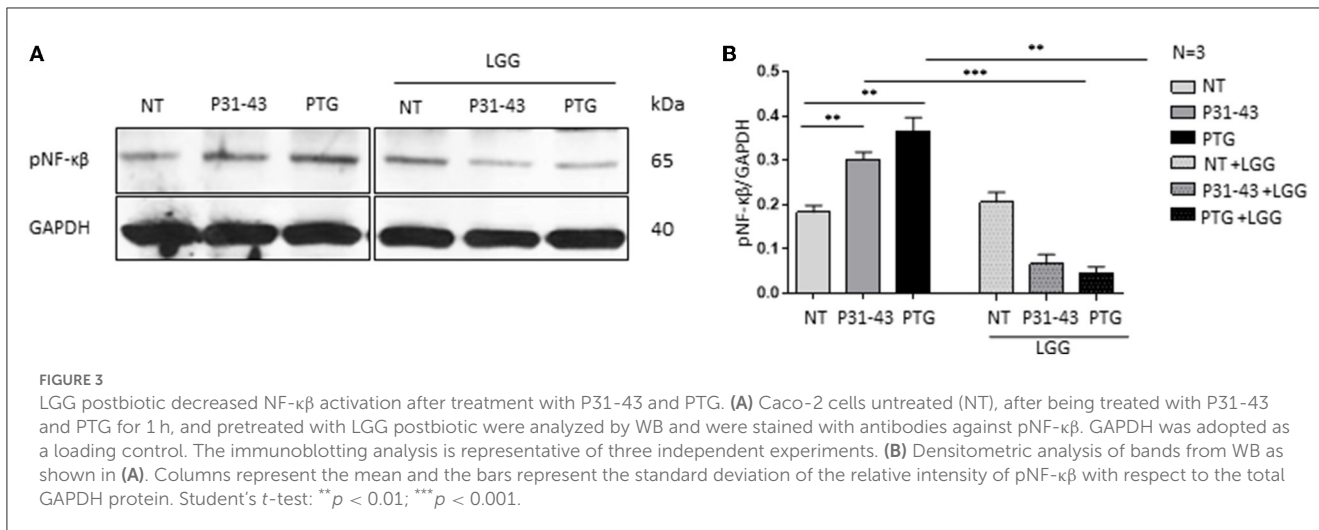 A
LGG
NT P31-43 PTG NT P31-43 PTG kDa
pNF-κβ 65
GAPDH 40
B
** N=3
***
**
**
pNF-κβ/GAPDH
0.5
0.4
0.3
0.2
0.1
0.0
NT P31-43 PTG NT P31-43 PTG
LGG
NT
P31-43
PTG
NT +LGG
P31-43 +LGG
PTG +LGG
FIGURE 3
LGG postbiotic decreased NF-κβ activation after treatment with P31-43 and PTG. (A) Caco-2 cells untreated (NT), after being treated with P31-43
and PTG for 1 h, and pretreated with LGG postbiotic were analyzed by WB and were stained with antibodies against pNF-κβ. GAPDH was adopted as
a loading control. The immunoblotting analysis is representative of three independent experiments. (B) Densitometric analysis of bands from WB as
shown in (A). Columns represent the mean and the bars represent the standard deviation of the relative intensity of pNF-κβ with respect to the total
GAPDH protein. Student's t-test: **p < 0.01; ***p < 0.001.